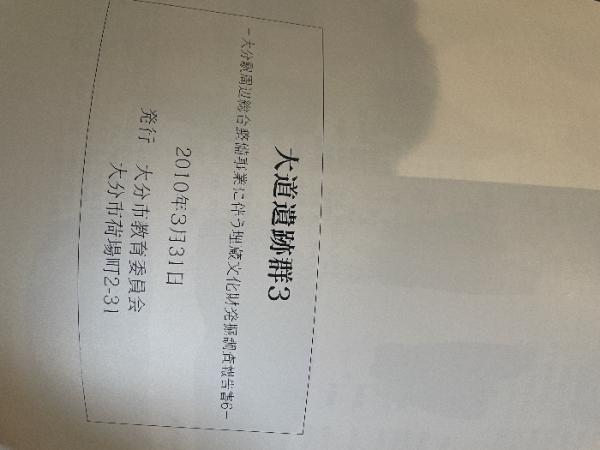 大道遺跡群3
－大分駅周辺総合整備事業に伴う埋蔵文化財発掘調査報告書6－
2010年3月31日
発行 大分市教育委員会
大分市荷揚町2-31